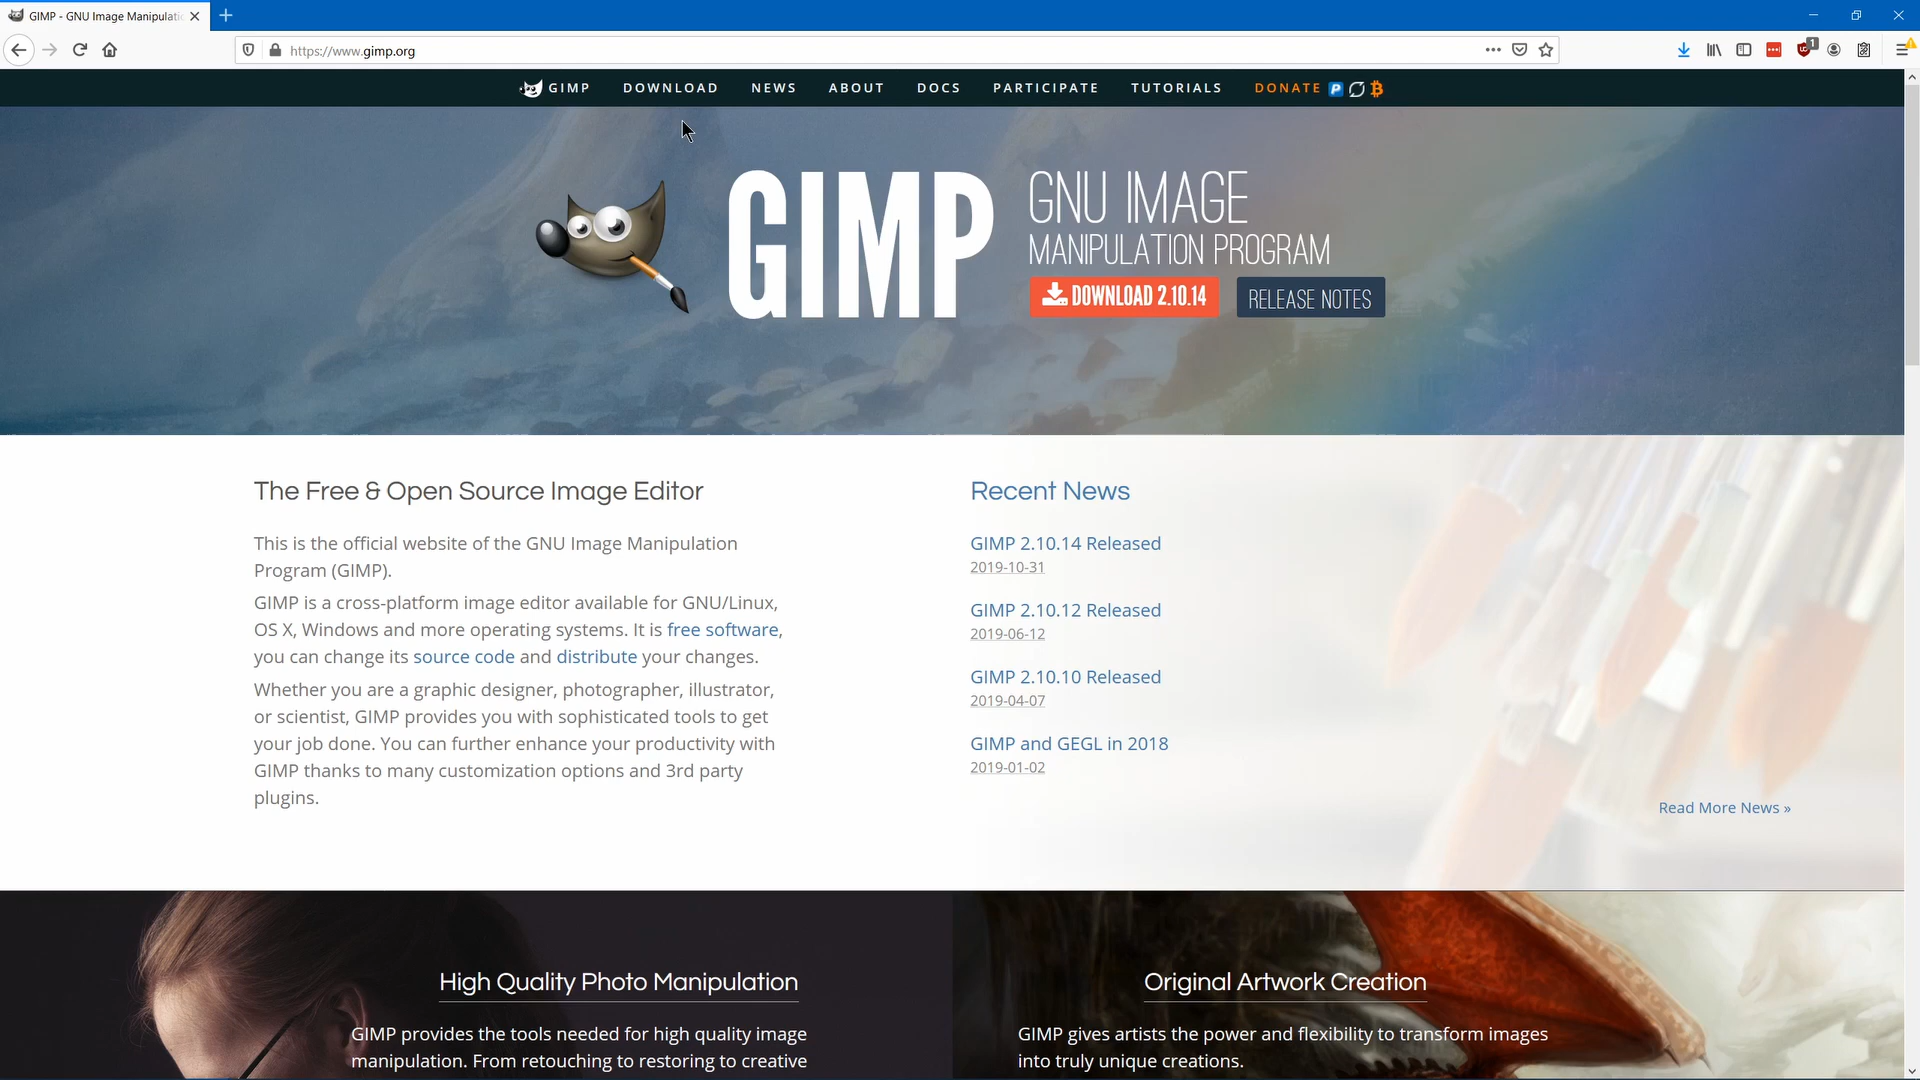 GIMP - GNU Image Manipulatio
https://www.gimp.org
1
GIMP DOWNLOAD NEWS ABOUT DOCS PARTICIPATE TUTORIALS DONATE
GIMP
GNU IMAGE
MANIPULATION PROGRAM
DOWNLOAD 2.10.14
RELEASE NOTES
The Free & Open Source Image Editor
This is the official website of the GNU Image Manipulation
Program (GIMP).
GIMP is a cross-platform image editor available for GNU/Linux,
OS X, Windows and more operating systems. It is free software,
you can change its source code and distribute your changes.
Whether you are a graphic designer, photographer, illustrator,
or scientist, GIMP provides you with sophisticated tools to get
your job done. You can further enhance your productivity with
GIMP thanks to many customization options and 3rd party
plugins.
Recent News
GIMP 2.10.14 Released
2019-10-31
GIMP 2.10.12 Released
2019-06-12
GIMP 2.10.10 Released
2019-04-07
GIMP and GEGL in 2018
2019-01-02
Read More News »
High Quality Photo Manipulation
GIMP provides the tools needed for high quality image
manipulation. From retouching to restoring to creative
Original Artwork Creation
GIMP gives artists the power and flexibility to transform images
into truly unique creations.